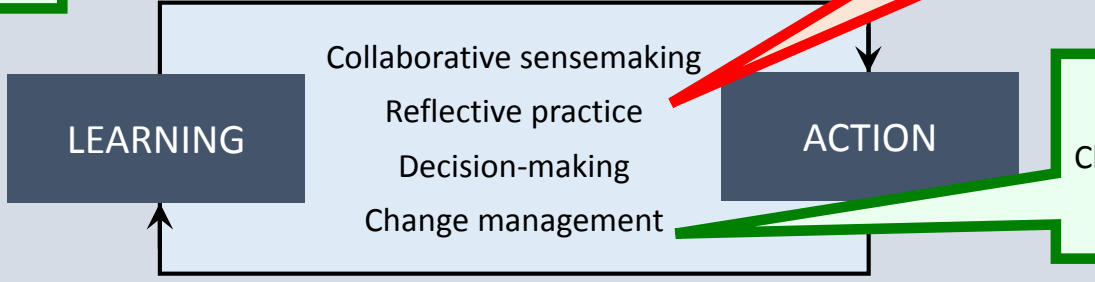 Collaborative sensemaking
Reflective practice
LEARNING
ACTION
Decision-making
Change management